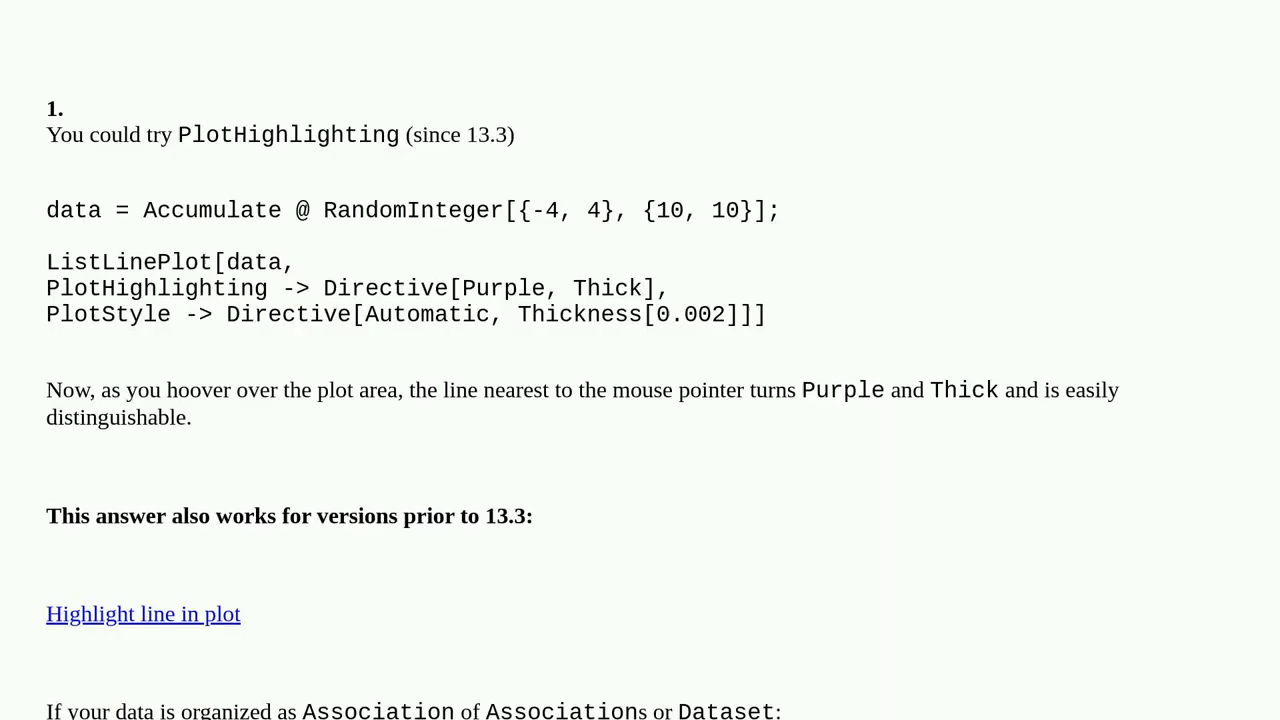 1.
You could try PlotHighlighting (since 13.3)
data = Accumulate @ RandomInteger[{-4, 4}, {10, 10}];
ListLinePlot[data,
PlotHighlighting -> Directive[Purple, Thick],
PlotStyle -> Directive[Automatic, Thickness[0.002]]]
Now, as you hoover over the plot area, the line nearest to the mouse pointer turns Purple and Thick and is easily
distinguishable.
This answer also works for versions prior to 13.3:
Highlight line in plot
If your data is organized as Association of Associations or Dataset: